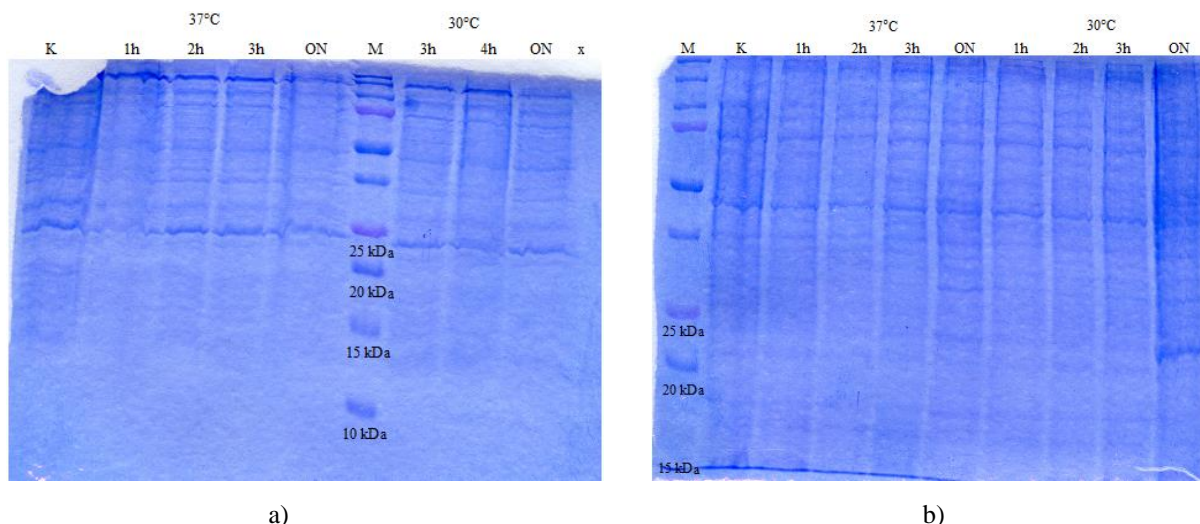 37°C 30°C
K 1h 2h 3h ON M 3h 4h ON x
25 kDa
20 kDa
15 kDa
10 kDa
a)
37°C 30°C
M K 1h 2h 3h ON 1h 2h 3h ON
25 kDa
20 kDa
15 kDa
b)